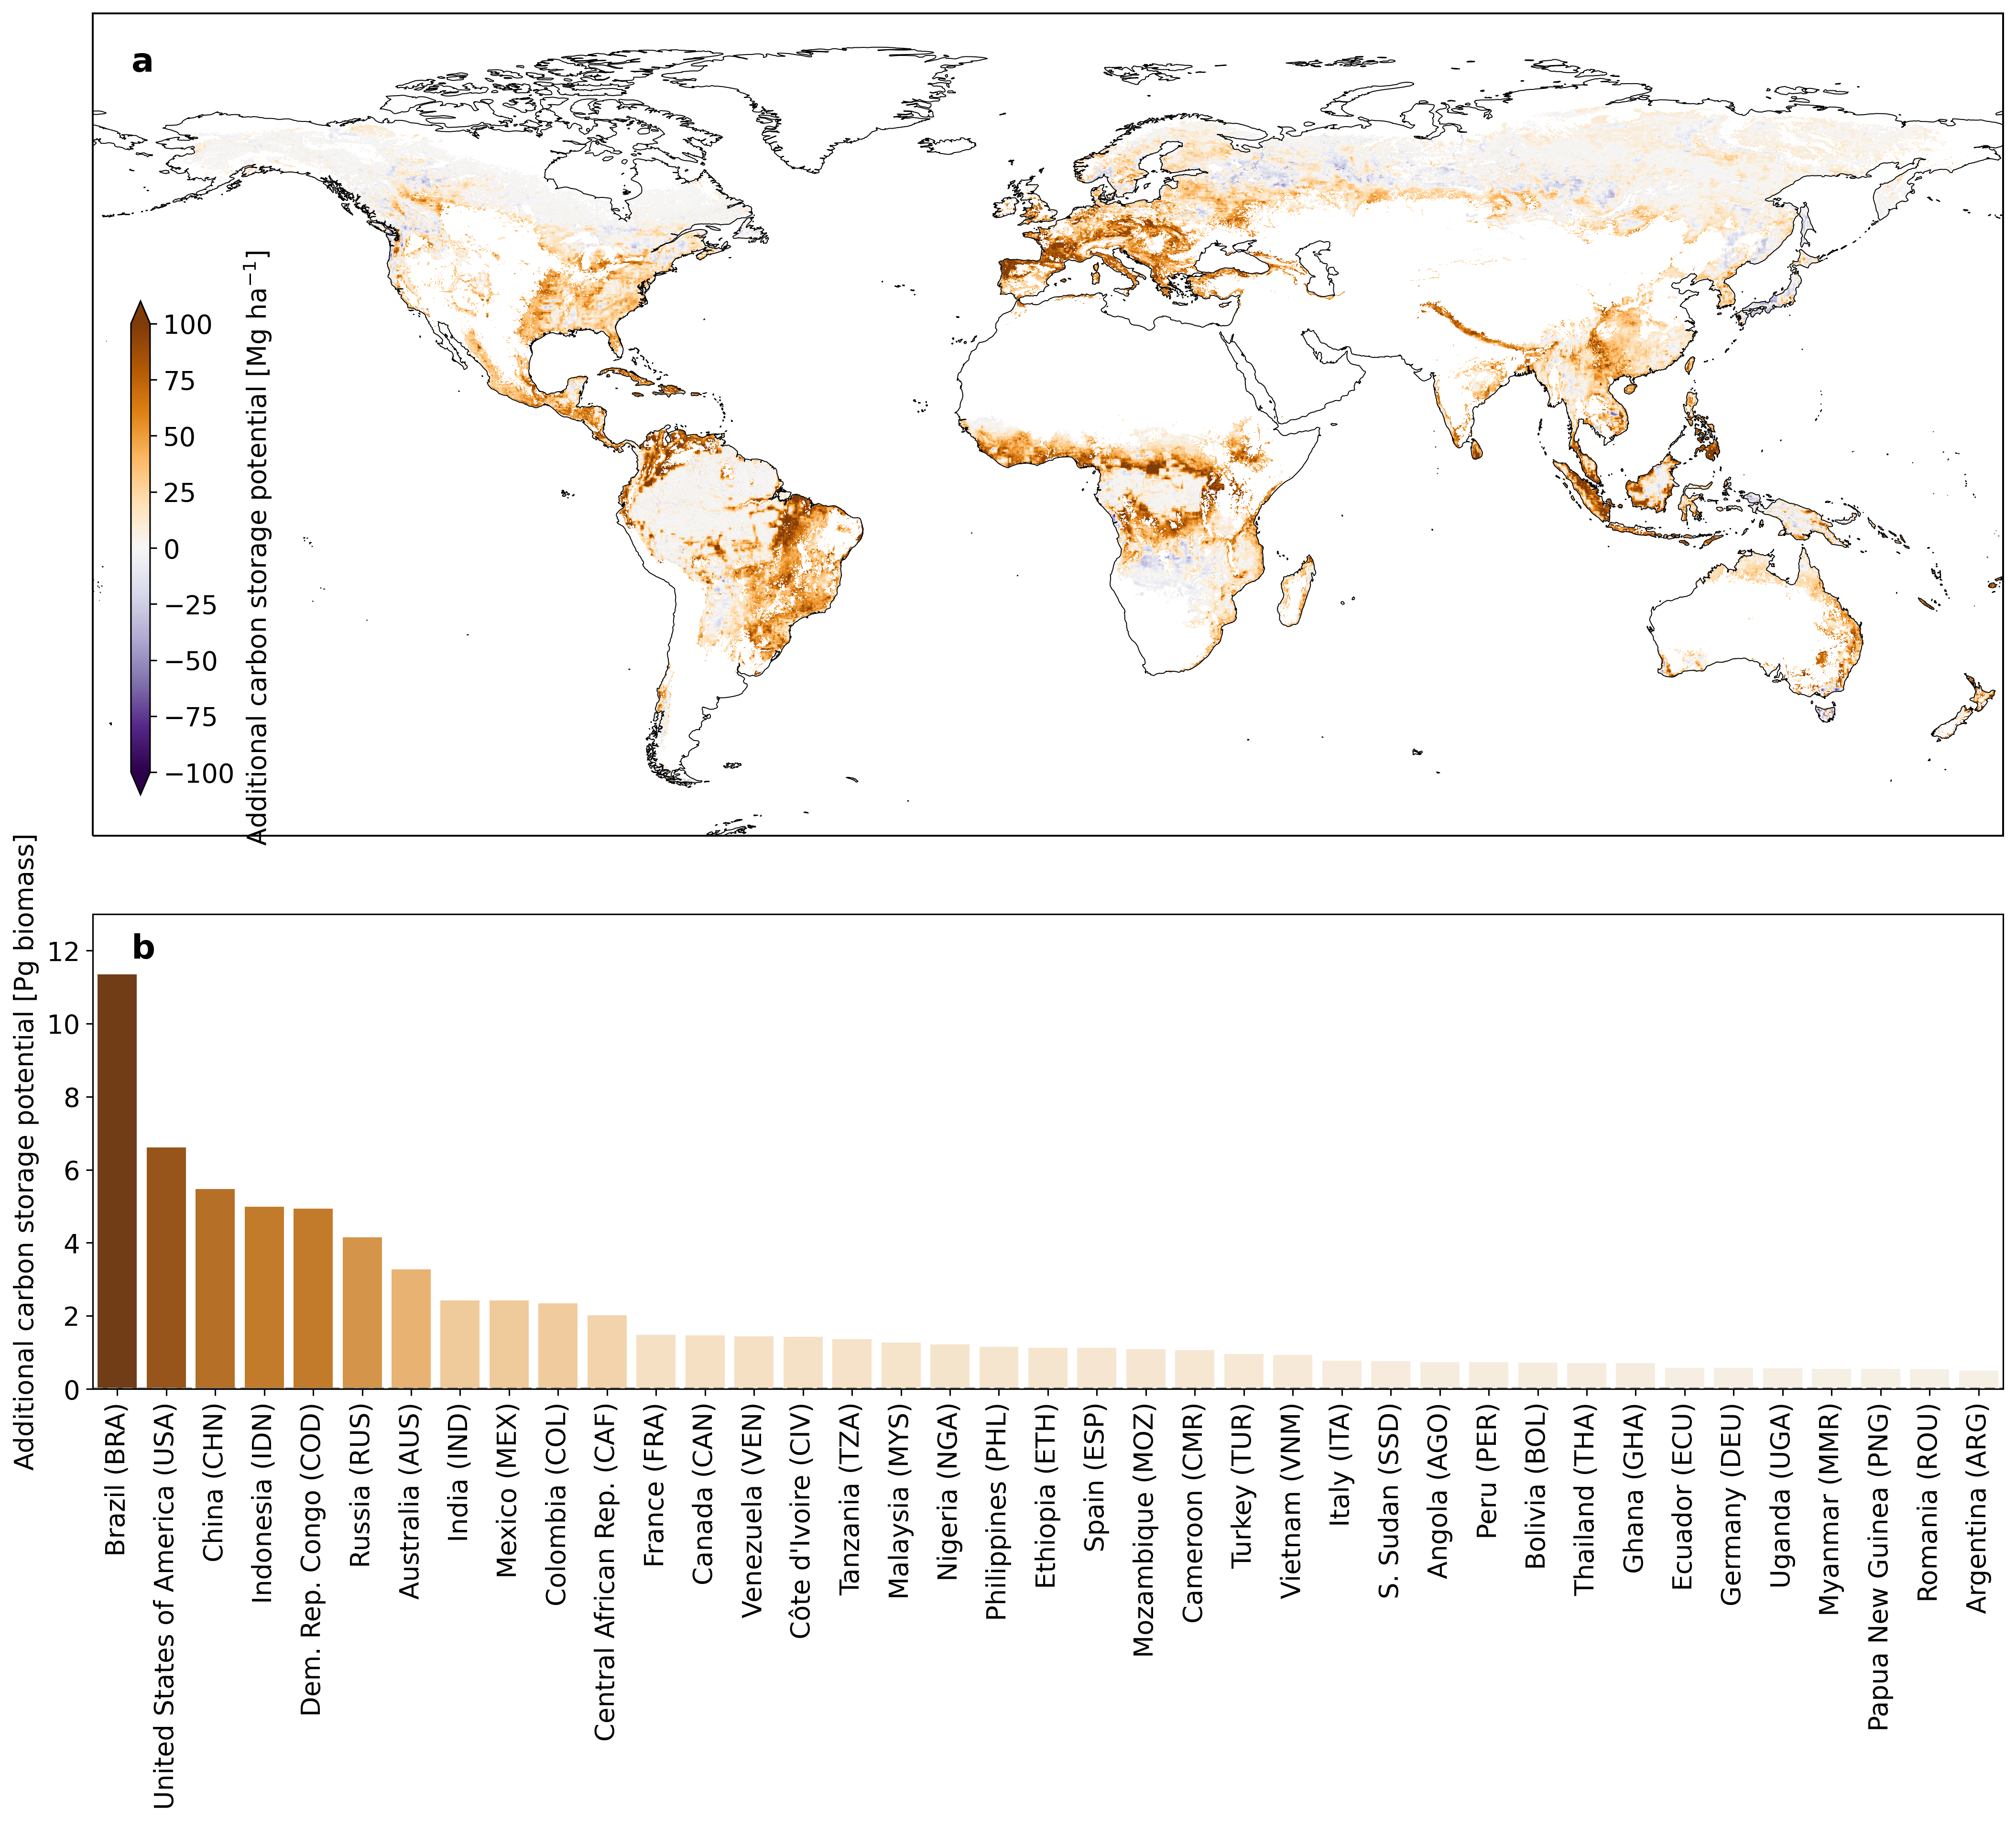 a
100
75
50
25
0
−25
−50
−75
−100
Additional carbon storage potential [Mg ha⁻¹]
b
12
10
8
6
4
2
0
Additional carbon storage potential [Pg biomass]
Brazil (BRA)
United States of America (USA)
China (CHN)
Indonesia (IDN)
Dem. Rep. Congo (COD)
Russia (RUS)
Australia (AUS)
India (IND)
Mexico (MEX)
Colombia (COL)
Central African Rep. (CAF)
France (FRA)
Canada (CAN)
Venezuela (VEN)
Côte d'Ivoire (CIV)
Tanzania (TZA)
Malaysia (MYS)
Nigeria (NGA)
Philippines (PHL)
Ethiopia (ETH)
Spain (ESP)
Mozambique (MOZ)
Cameroon (CMR)
Turkey (TUR)
Vietnam (VNM)
Italy (ITA)
S. Sudan (SSD)
Angola (AGO)
Peru (PER)
Bolivia (BOL)
Thailand (THA)
Ghana (GHA)
Ecuador (ECU)
Germany (DEU)
Uganda (UGA)
Myanmar (MMR)
Papua New Guinea (PNG)
Romania (ROU)
Argentina (ARG)